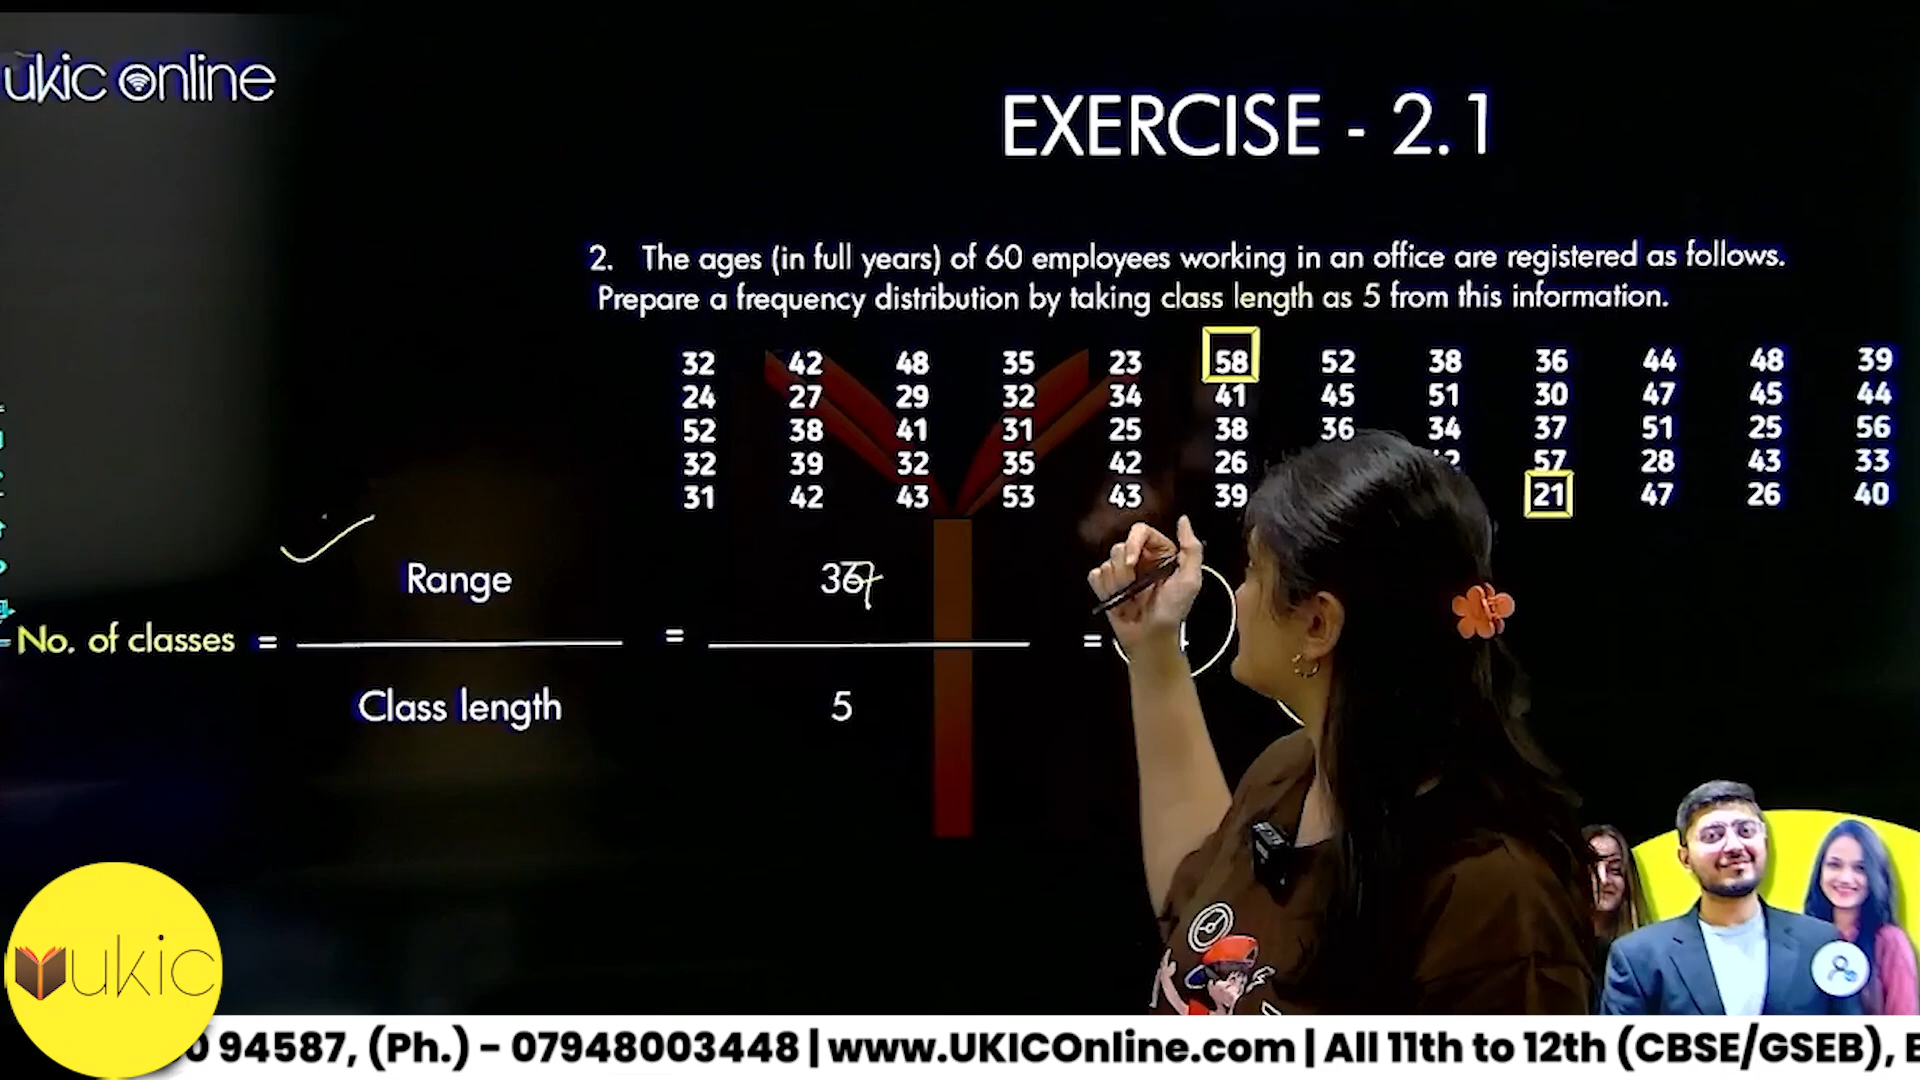 ukic online
EXERCISE - 2.1
2. The ages (in full years) of 60 employees working in an office are registered as follows.
Prepare a frequency distribution by taking class length as 5 from this information.
32 42 48 35 23 58 52 38 36 44 48 39
24 27 29 32 34 41 45 51 30 47 45 44
52 38 41 31 25 38 36 34 37 51 25 56
32 39 32 35 42 26 57 28 43 33
31 42 43 53 43 39 21 47 26 40
No. of classes = Range = 367 =
Class length 5
ukic
94587, (Ph.) - 07948003448 | www.UKICOnline.com | All 11th to 12th (CBSE/GSEB),